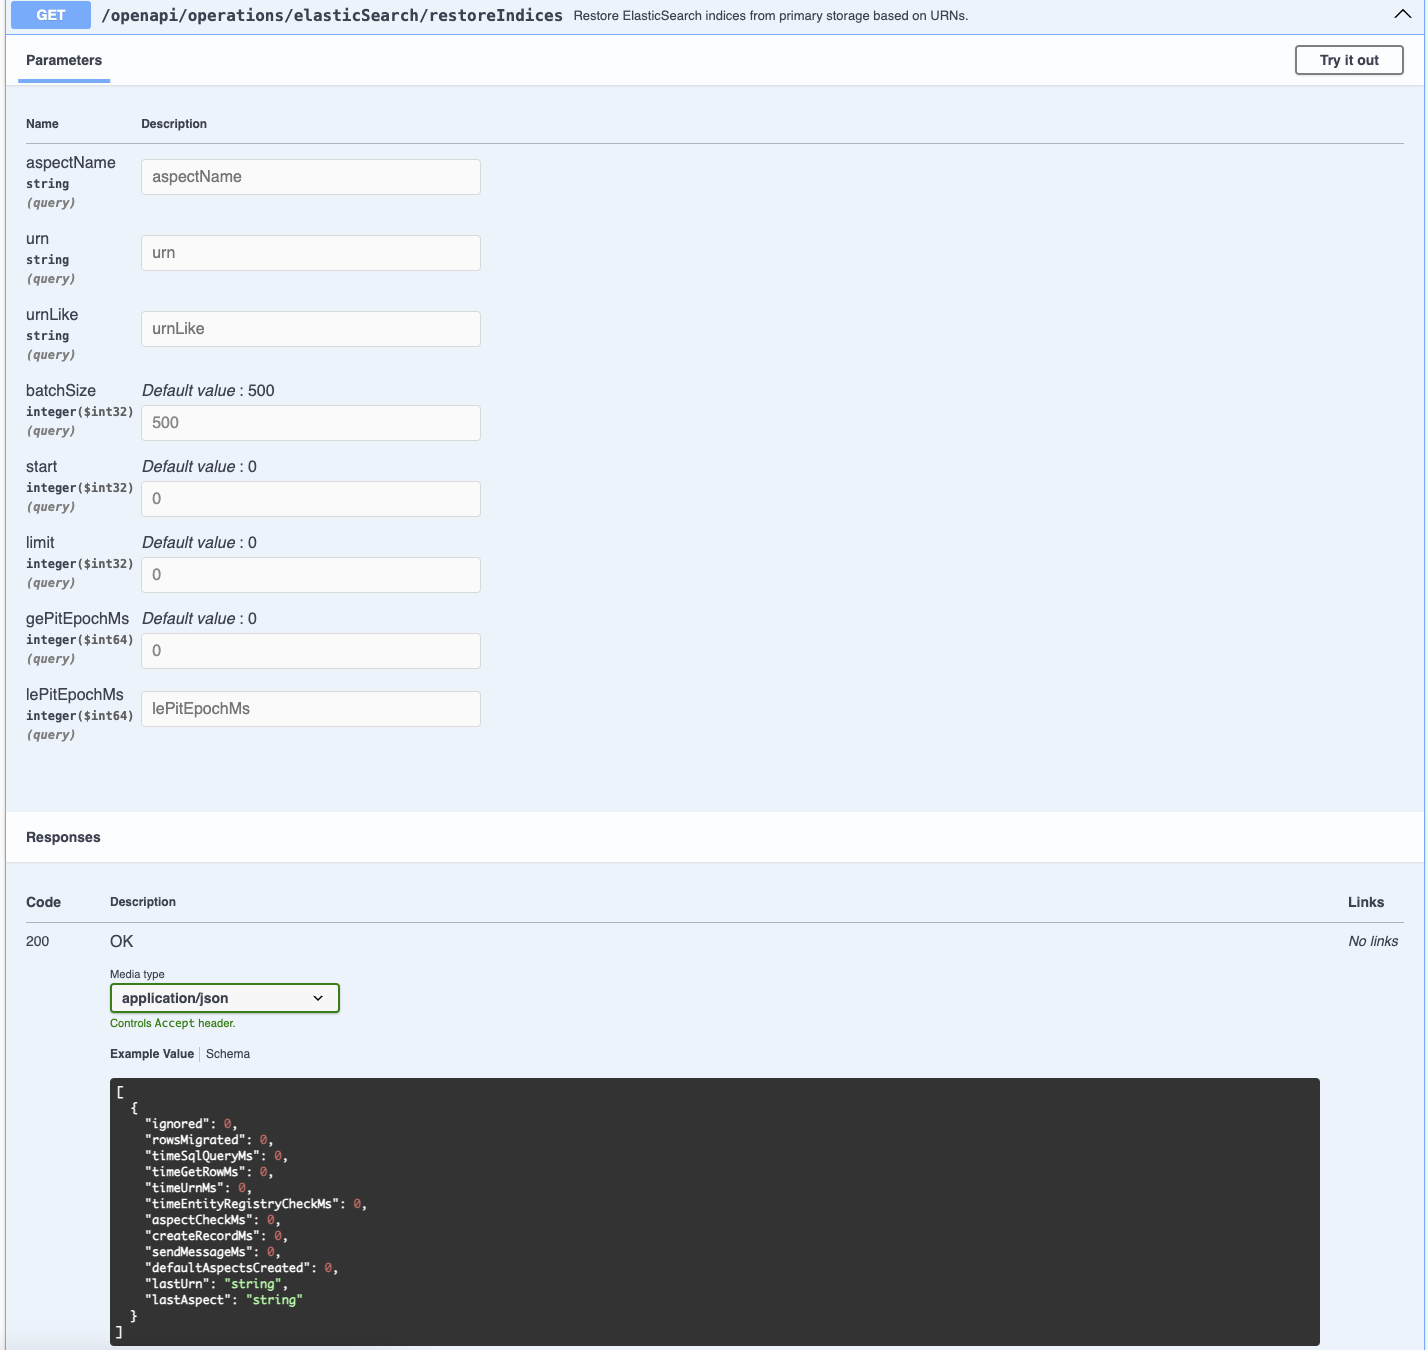 GET /openapi/operations/elasticSearch/restoreIndices Restore ElasticSearch indices from primary storage based on URNs.
Parameters
Try it out
Name Description
aspectName
string
(query)
aspectName
urn
string
(query)
urn
urnLike
string
(query)
urnLike
batchSize
integer($int32)
(query)
Default value : 500
500
start
integer($int32)
(query)
Default value : 0
0
limit
integer($int32)
(query)
Default value : 0
0
gePitEpochMs
integer($int64)
(query)
Default value : 0
0
lePitEpochMs
integer($int64)
(query)
lePitEpochMs
Responses
Code Description Links
200 OK No links
Media type
application/json
Controls Accept header.
Example Value Schema
[
  {
    "ignored": 0,
    "rowsMigrated": 0,
    "timeSqlQueryMs": 0,
    "timeGetRowMs": 0,
    "timeUrnMs": 0,
    "timeEntityRegistryCheckMs": 0,
    "aspectCheckMs": 0,
    "createRecordMs": 0,
    "sendMessageMs": 0,
    "defaultAspectsCreated": 0,
    "lastUrn": "string",
    "lastAspect": "string"
  }
]